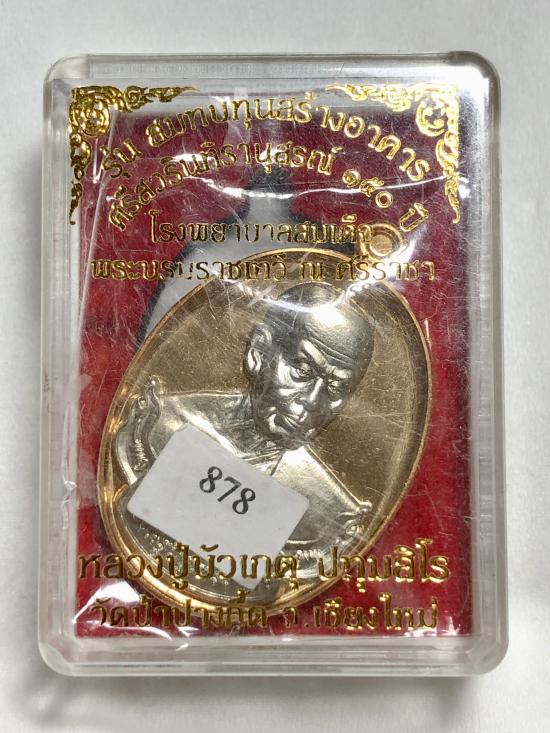 รุ่น สมทบทุนสร้างอาคาร
ศรีสวรินทิรานุสรณ์ ๑๕๐ ปี
โรงพยาบาลสมเด็จ
พระบรมราชเทวี ณ ศรีราชา
878
หลวงปู่บัวเกตุ ปทุมสิโร
วัดป่าปางกึ้ด จ.เชียงใหม่